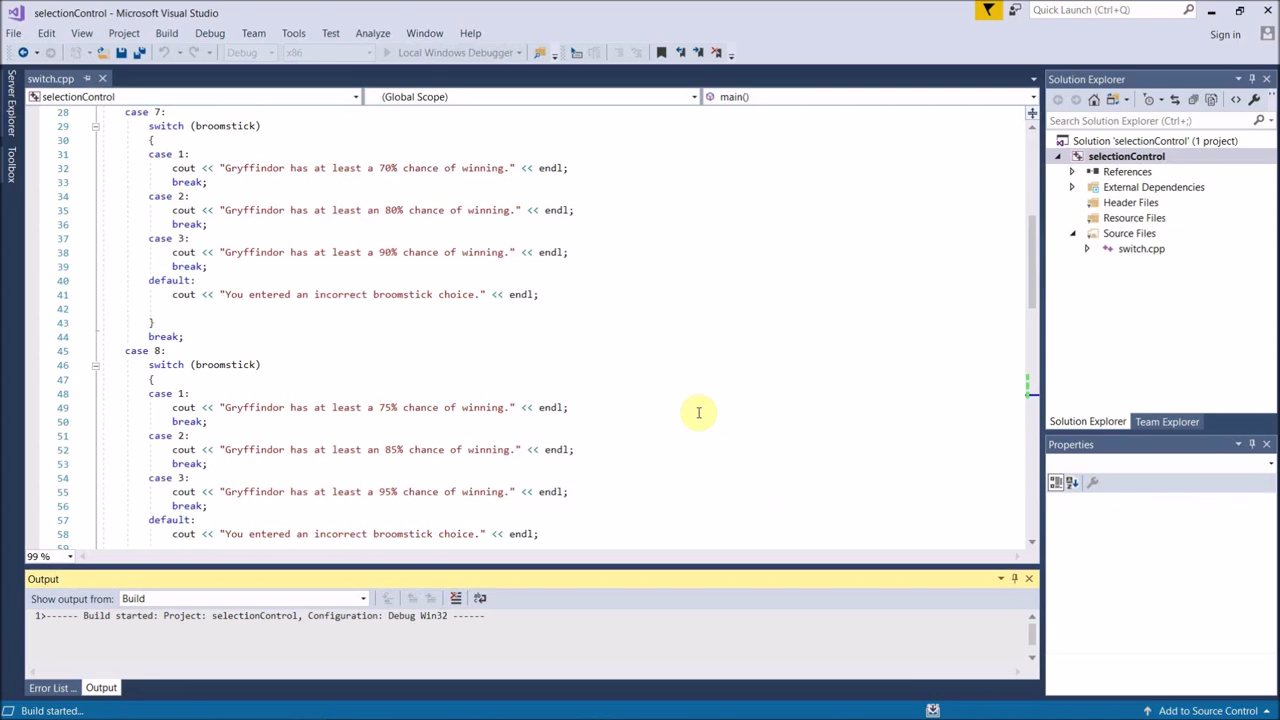 selectionControl - Microsoft Visual Studio
Quick Launch (Ctrl+Q)
File Edit View Project Build Debug Team Tools Test Analyze Window Help
Sign in
Debug x86 Local Windows Debugger
Server Explorer
Toolbox
switch.cpp
selectionControl (Global Scope) main()
28 case 7:
29 switch (broomstick)
30 {
31 case 1:
32 cout << "Gryffindor has at least a 70% chance of winning." << endl;
33 break;
34 case 2:
35 cout << "Gryffindor has at least an 80% chance of winning." << endl;
36 break;
37 case 3:
38 cout << "Gryffindor has at least a 90% chance of winning." << endl;
39 break;
40 default:
41 cout << "You entered an incorrect broomstick choice." << endl;
42
43 }
44 break;
45 case 8:
46 switch (broomstick)
47 {
48 case 1:
49 cout << "Gryffindor has at least a 75% chance of winning." << endl;
50 break;
51 case 2:
52 cout << "Gryffindor has at least an 85% chance of winning." << endl;
53 break;
54 case 3:
55 cout << "Gryffindor has at least a 95% chance of winning." << endl;
56 break;
57 default:
58 cout << "You entered an incorrect broomstick choice." << endl;
59
99 %
Output
Show output from: Build
1>------ Build started: Project: selectionControl, Configuration: Debug Win32 ------
Error List ... Output
Build started...
Add to Source Control
Solution Explorer
Search Solution Explorer (Ctrl+;)
Solution 'selectionControl' (1 project)
selectionControl
References
External Dependencies
Header Files
Resource Files
Source Files
switch.cpp
Solution Explorer Team Explorer
Properties